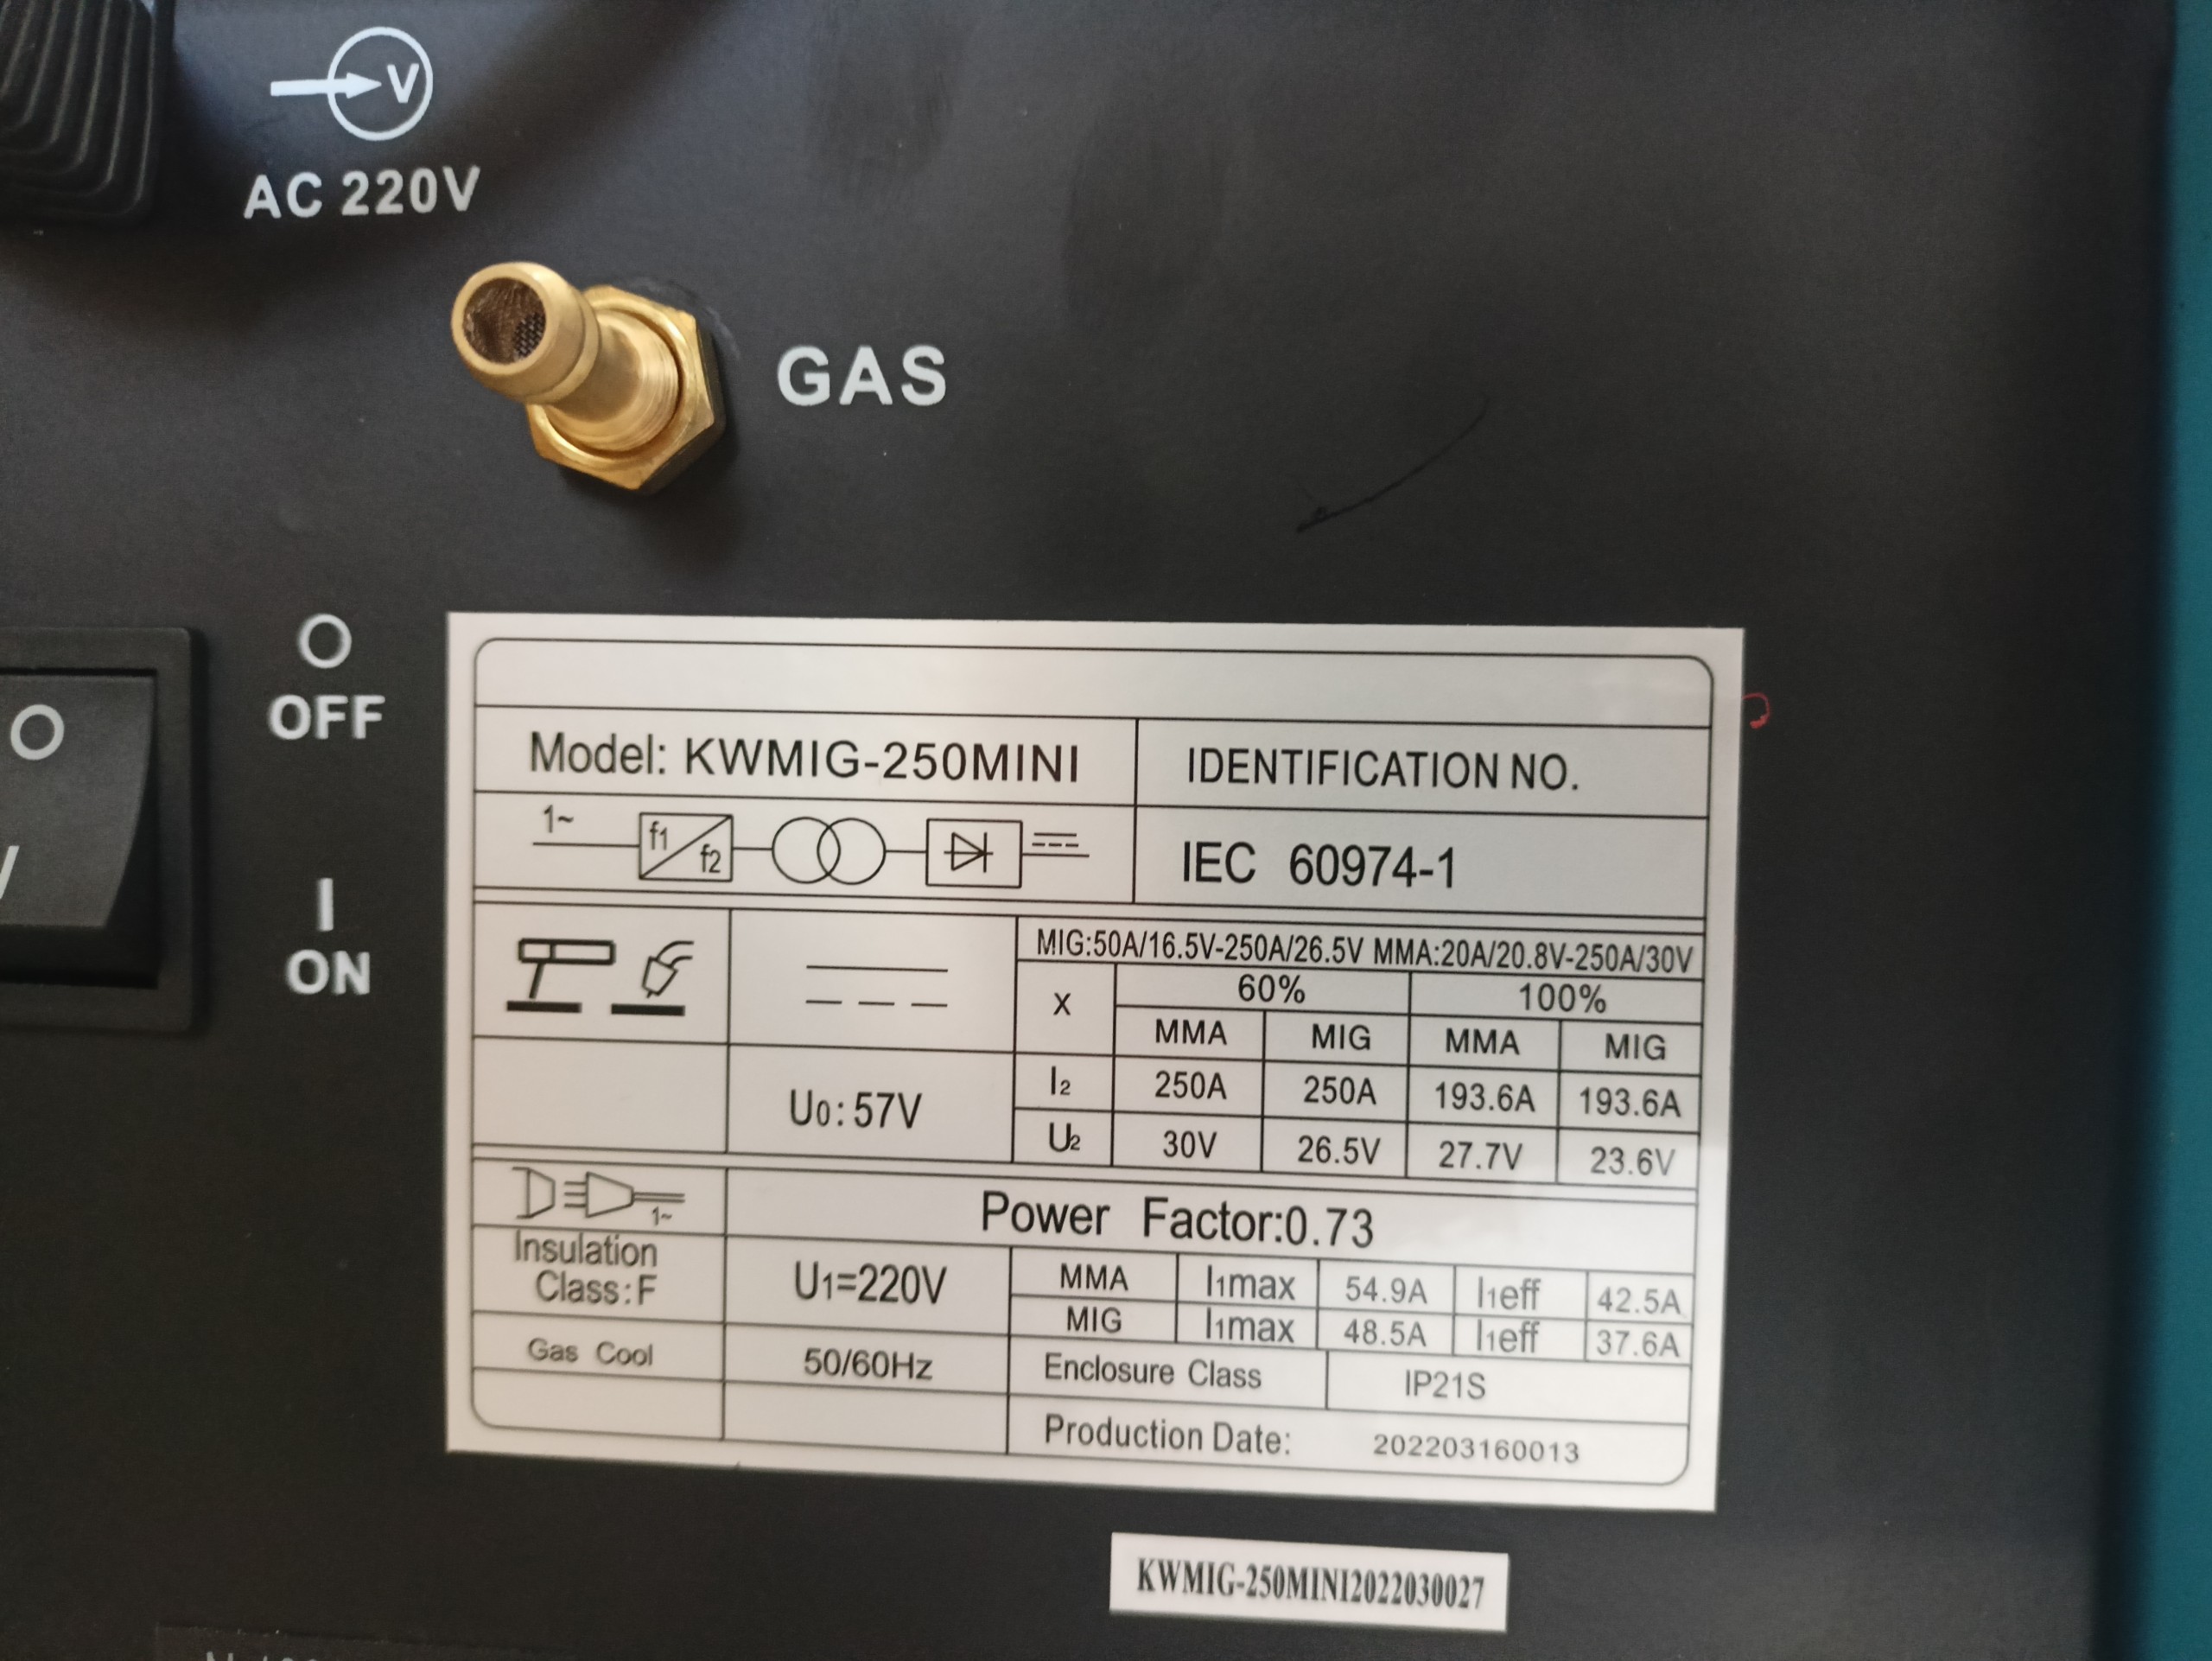 V
AC 220V
GAS
OFF
ON
Model: KWMIG-250MINI
IDENTIFICATION NO.
1~
f1
f2
IEC 60974-1
MIG:50A/16.5V-250A/26.5V MMA:20A/20.8V-250A/30V
X
60%
100%
MMA
MIG
MMA
MIG
U0: 57V
I2
250A
250A
193.6A
193.6A
U2
30V
26.5V
27.7V
23.6V
1~
Power Factor:0.73
Insulation
Class:F
U1=220V
MMA
I1max
54.9A
I1eff
42.5A
MIG
I1max
48.5A
I1eff
37.6A
Gas Cool
50/60Hz
Enclosure Class
IP21S
Production Date:
202203160013
KWMIG-250MINI2022030027